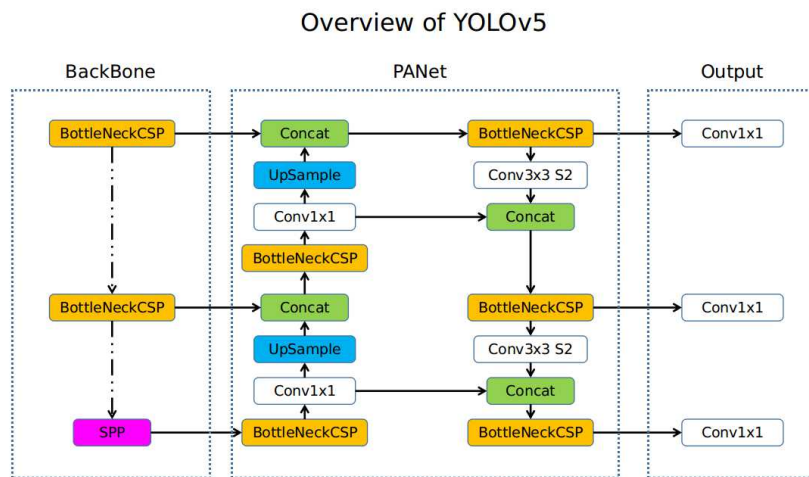 Overview of YOLOv5
BackBone
PANet
Output
BottleNeckCSP
Concat
BottleNeckCSP
Conv1x1
UpSample
Conv3x3 S2
Conv1x1
Concat
BottleNeckCSP
BottleNeckCSP
Concat
BottleNeckCSP
Conv1x1
UpSample
Conv3x3 S2
Conv1x1
Concat
SPP
BottleNeckCSP
BottleNeckCSP
Conv1x1